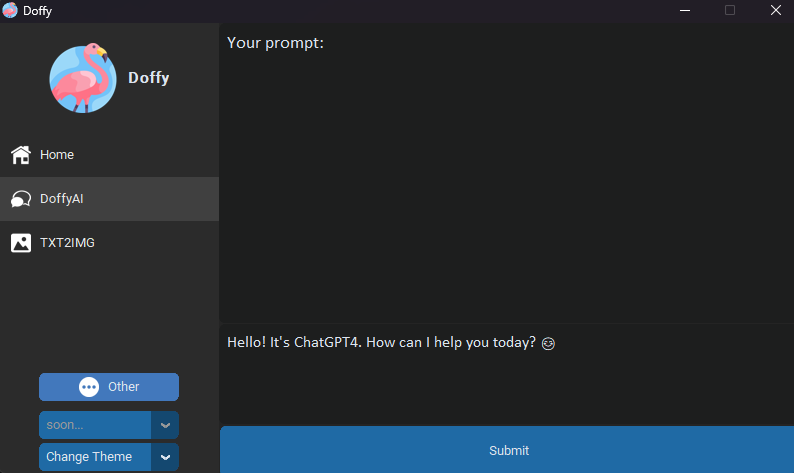 Doffy
Doffy
Home
DoffyAI
TXT2IMG
Other
soon...
Change Theme
Your prompt:
Hello! It's ChatGPT4. How can I help you today? 😊
Submit